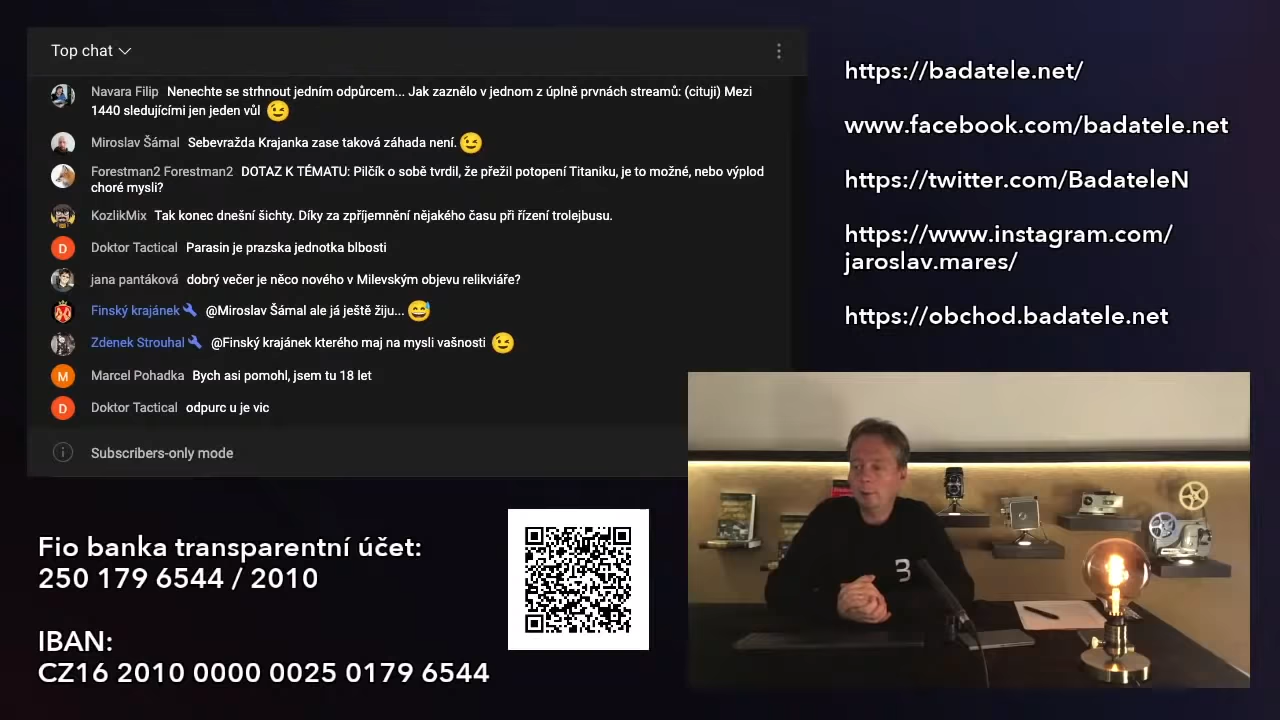 Top chat
Navara Filip Nenechte se strhnout jedním odpůrcem... Jak zaznělo v jednom z úplně prvnách streamů: (cituji) Mezi
1440 sledujícími jen jeden vůl 😉
Miroslav Šámal Sebevražda Krajanka zase taková záhada není. 😉
Forestman2 Forestman2 DOTAZ K TÉMATU: Pilčík o sobě tvrdil, že přežil potopení Titaniku, je to možné, nebo výplod
choré mysli?
KozlikMix Tak konec dnešní šichty. Díky za zpříjemnění nějakého času při řízení trolejbusu.
D Doktor Tactical Parasin je prazska jednotka blbosti
jana pantáková dobrý večer je něco nového v Milevským objevu relikviáře?
Finský krajánek @Miroslav Šámal ale já ještě žiju... 😅
Zdenek Strouhal @Finský krajánek kterého maj na mysli vašnosti 😉
M Marcel Pohadka Bych asi pomohl, jsem tu 18 let
D Doktor Tactical odpurc u je vic
Subscribers-only mode
https://badatele.net/
www.facebook.com/badatele.net
https://twitter.com/BadateleN
https://www.instagram.com/
jaroslav.mares/
https://obchod.badatele.net
Fio banka transparentní účet:
250 179 6544 / 2010
IBAN:
CZ16 2010 0000 0025 0179 6544